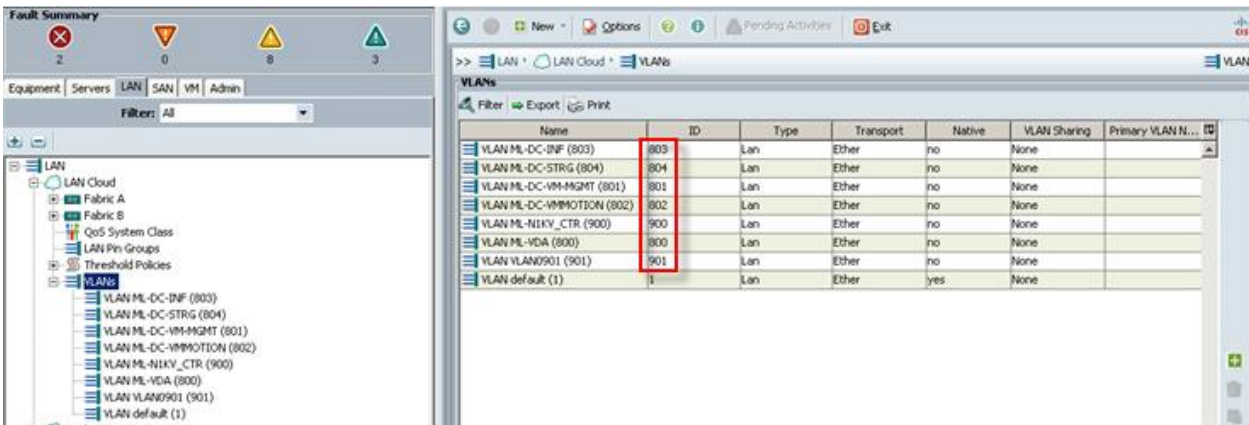 Fault Summary
2 0 8 3
Equipment Servers LAN SAN VM Admin
Filter: All
LAN
LAN Cloud
Fabric A
Fabric B
QoS System Class
LAN Pin Groups
Threshold Policies
VLANs
VLAN ML-DC-INF (803)
VLAN ML-DC-STRG (804)
VLAN ML-DC-VM-MGMT (801)
VLAN ML-DC-VMMOTION (802)
VLAN ML-N1KV_CTR (900)
VLAN ML-VDA (800)
VLAN VLAN0901 (901)
VLAN default (1)
New Options Pending Activities Exit
>> LAN LAN Cloud VLANs VLAN
VLANs
Filter Export Print
Name ID Type Transport Native VLAN Sharing Primary VLAN N...
VLAN ML-DC-INF (803) 803 Lan Ether no None
VLAN ML-DC-STRG (804) 804 Lan Ether no None
VLAN ML-DC-VM-MGMT (801) 801 Lan Ether no None
VLAN ML-DC-VMMOTION (802) 802 Lan Ether no None
VLAN ML-N1KV_CTR (900) 900 Lan Ether no None
VLAN ML-VDA (800) 800 Lan Ether no None
VLAN VLAN0901 (901) 901 Lan Ether no None
VLAN default (1) 1 Lan Ether yes None